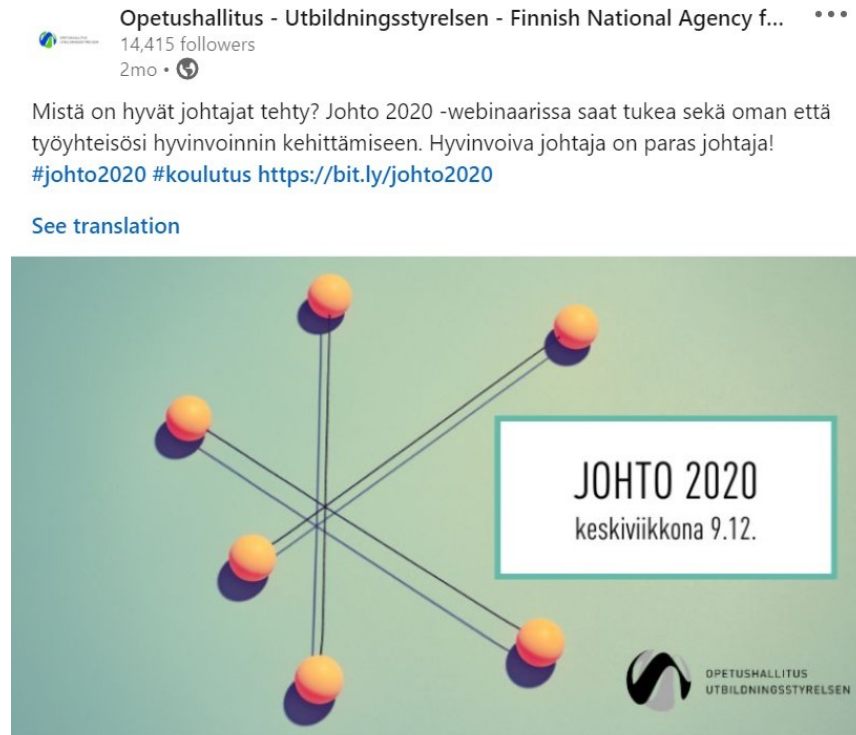 Opetushallitus - Utbildningsstyrelsen - Finnish National Agency f...
14,415 followers
2mo •
Mistä on hyvät johtajat tehty? Johto 2020 -webinaarissa saat tukea sekä oman että
työyhteisösi hyvinvoinnin kehittämiseen. Hyvinvoiva johtaja on paras johtaja!
#johto2020 #koulutus https://bit.ly/johto2020
See translation
JOHTO 2020
keskiviikkona 9.12.
OPETUSHALLITUS
UTBILDNINGSSTYRELSEN